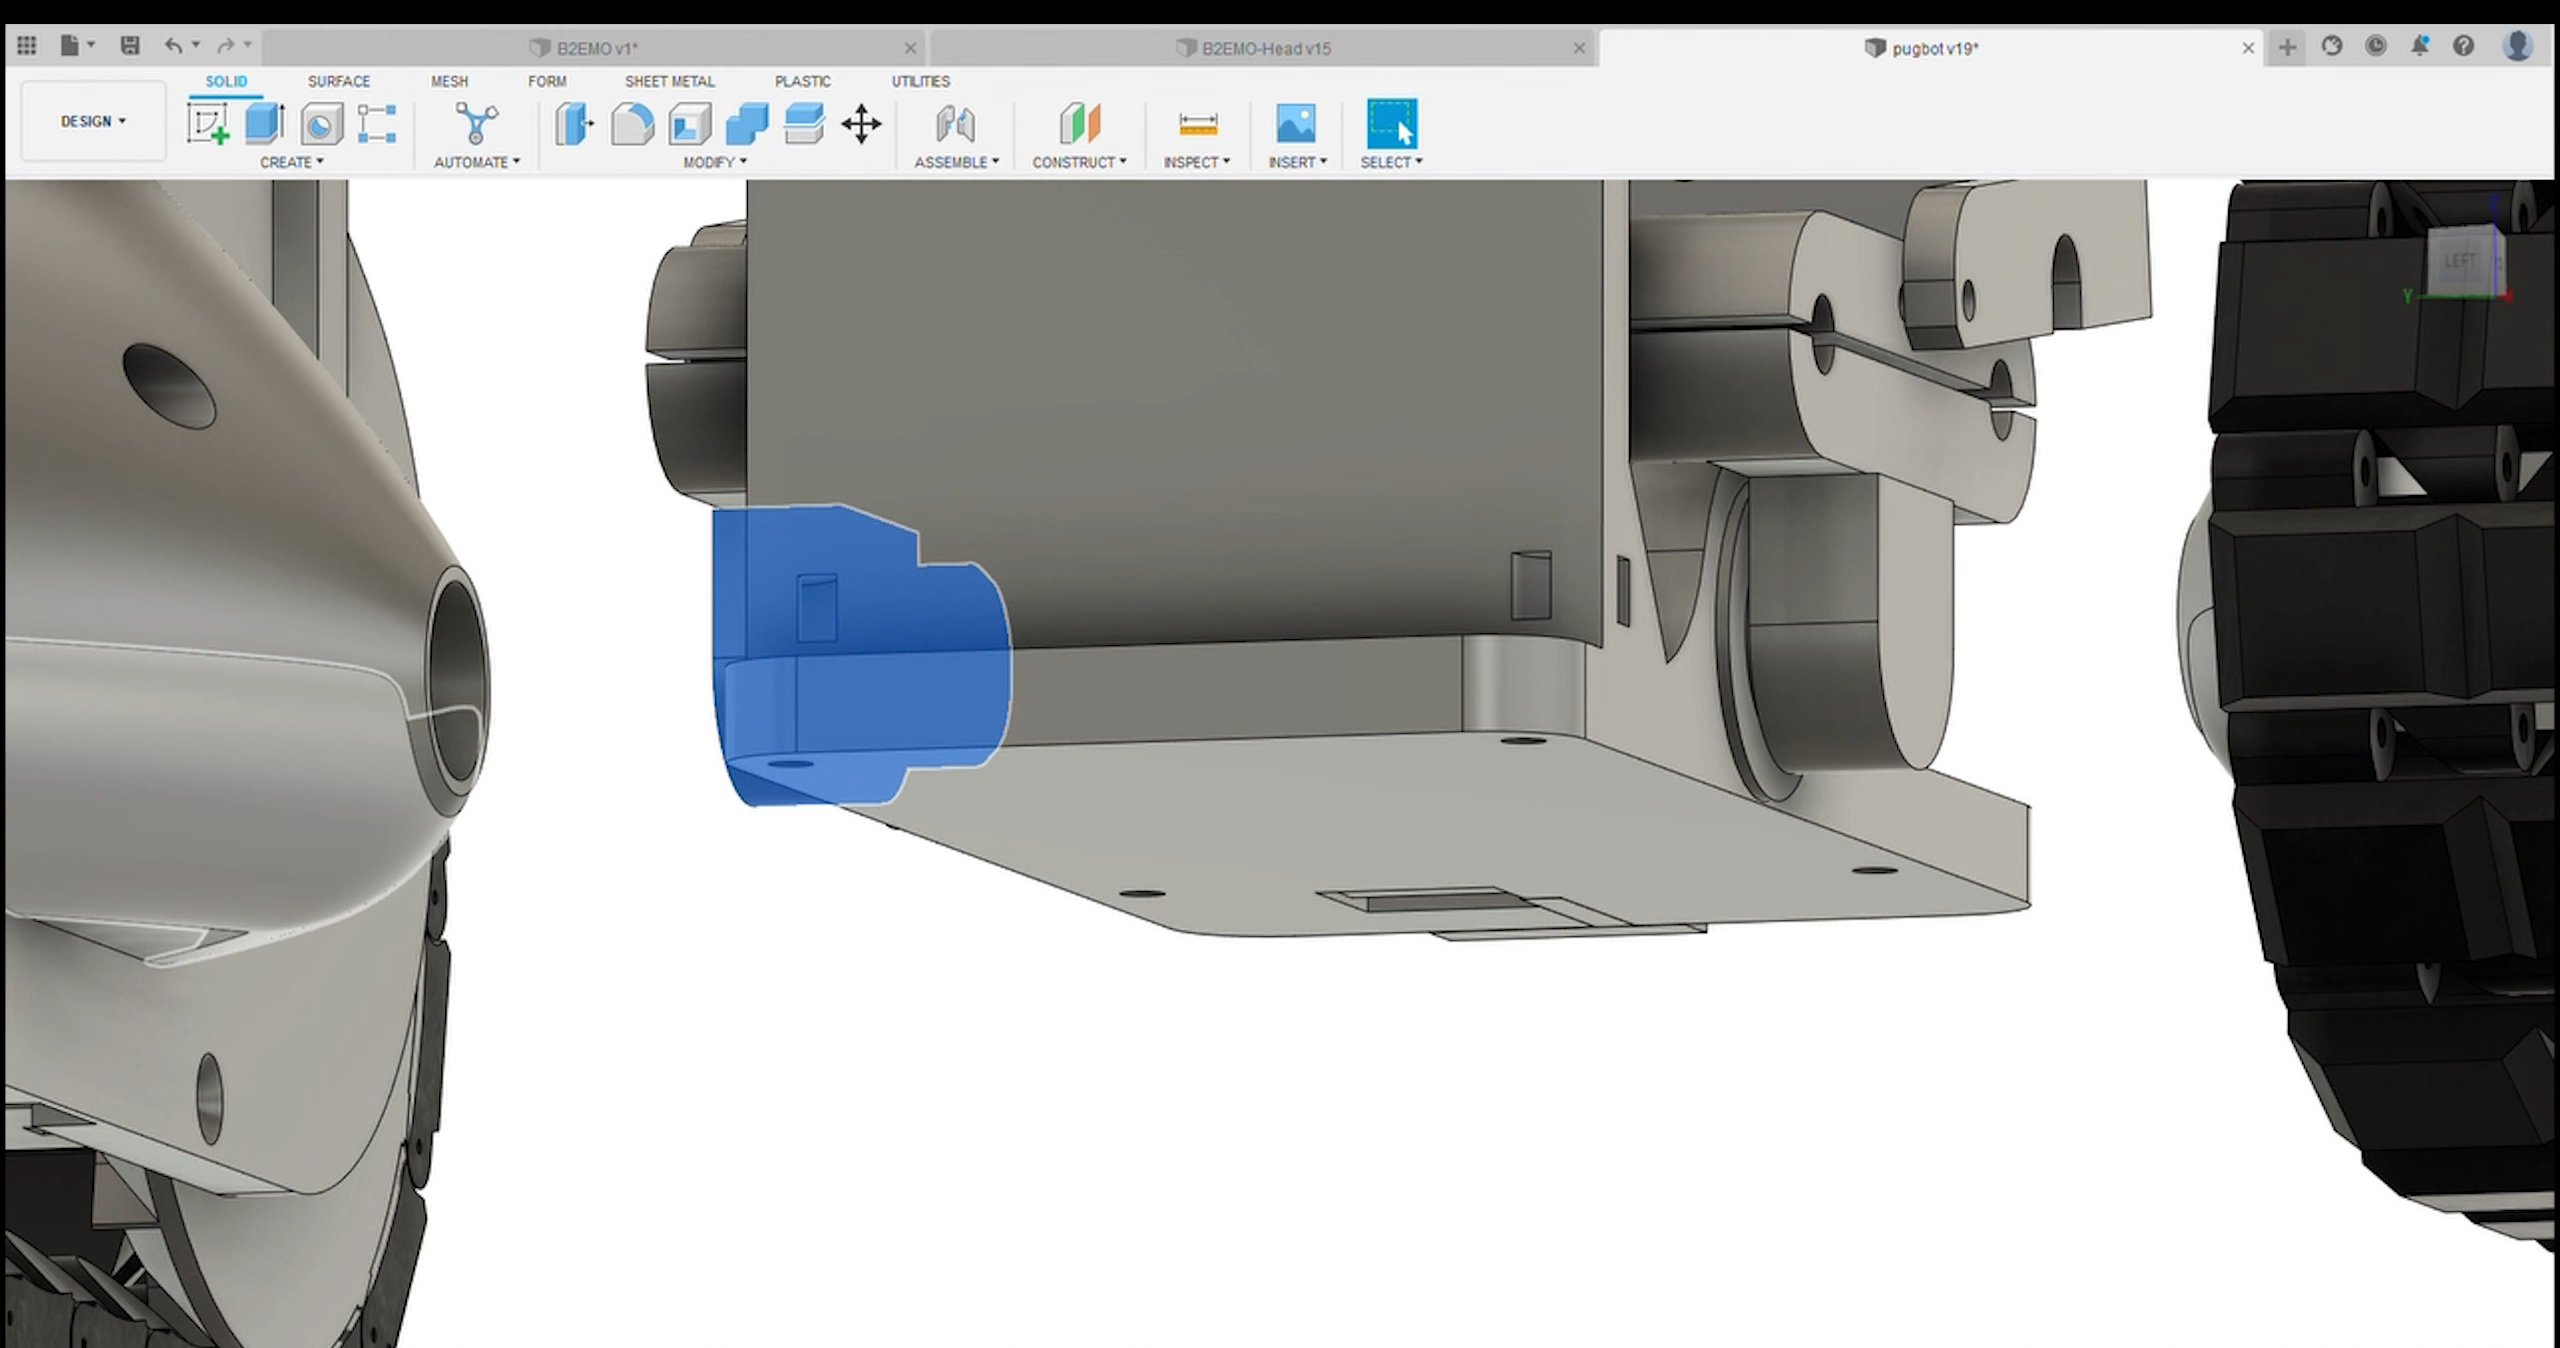 B2EMO v1*
B2EMO-Head v15
pugbot v19*
SOLID SURFACE MESH FORM SHEET METAL PLASTIC UTILITIES
DESIGN
CREATE AUTOMATE MODIFY ASSEMBLE CONSTRUCT INSPECT INSERT SELECT
LEFT
Y